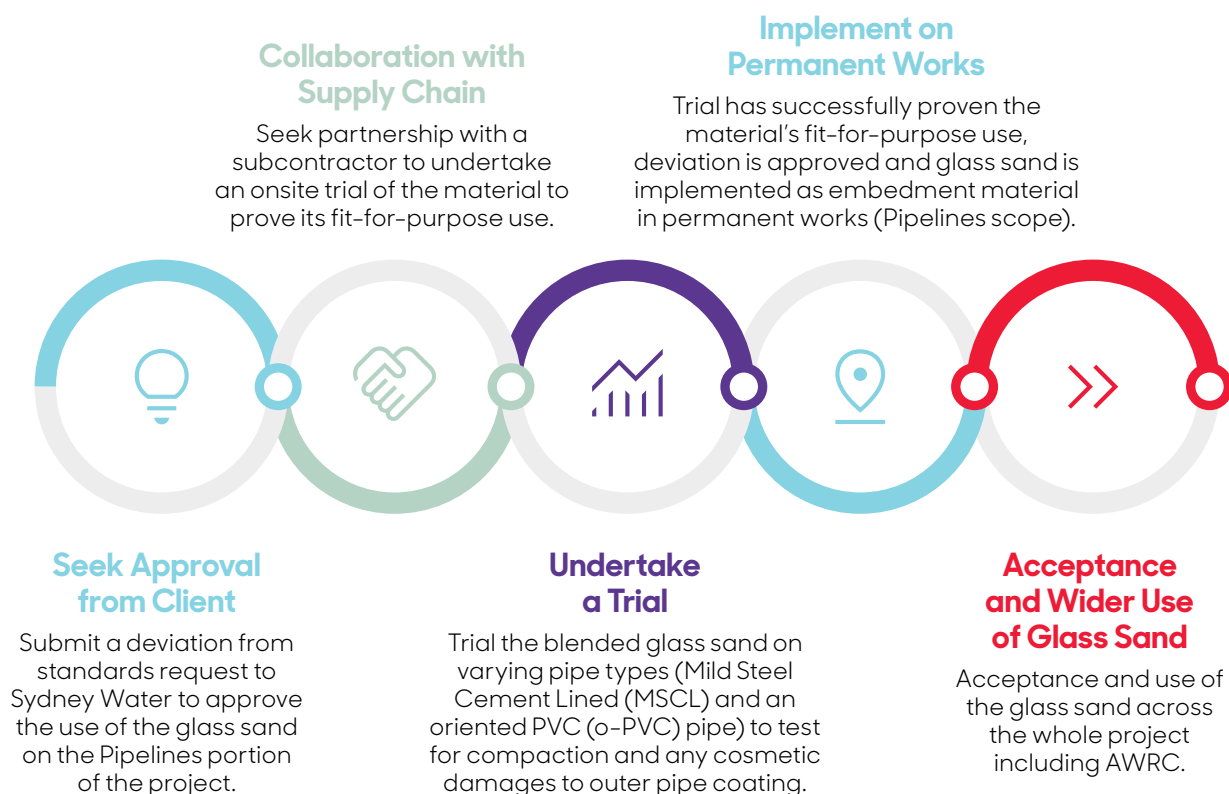 Seek Approval
from Client
Submit a deviation from
standards request to
Sydney Water to approve
the use of the glass sand
on the Pipelines portion
of the project.
Collaboration with
Supply Chain
Seek partnership with a
subcontractor to undertake
an onsite trial of the material to
prove its fit-for-purpose use.
Undertake
a Trial
Trial the blended glass sand on
varying pipe types (Mild Steel
Cement Lined (MSCL) and an
oriented PVC (o-PVC) pipe) to test
for compaction and any cosmetic
damages to outer pipe coating.
Implement on
Permanent Works
Trial has successfully proven the
material's fit-for-purpose use,
deviation is approved and glass sand is
implemented as embedment material
in permanent works (Pipelines scope).
Acceptance
and Wider Use
of Glass Sand
Acceptance and use of
the glass sand across
the whole project
including AWRC.